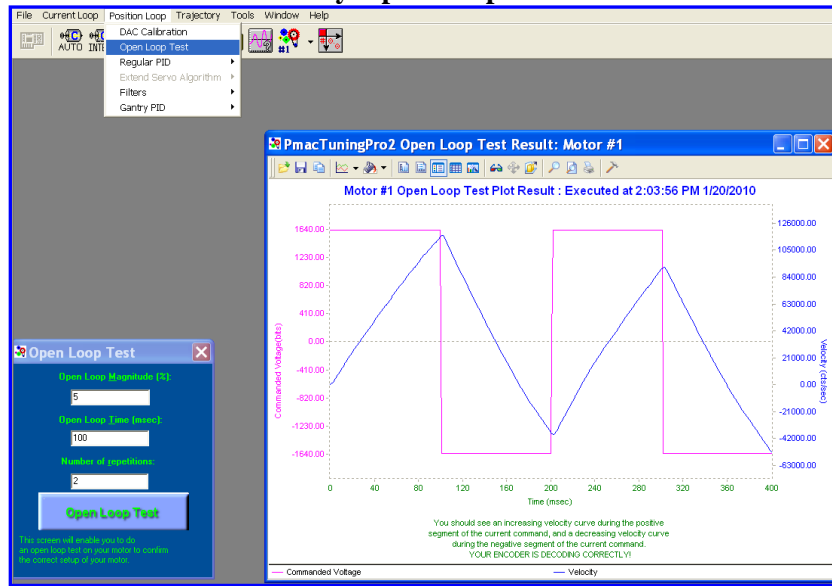 File Current Loop Position Loop Trajectory Tools Window Help
AUTO
#1
DAC Calibration
Open Loop Test
Regular PID
Extend Servo Algorithm
Filters
Gantry PID
PmacTuningPro2 Open Loop Test Result: Motor #1
Motor #1 Open Loop Test Plot Result : Executed at 2:03:56 PM 1/20/2010
1640.00
1230.00
820.00
410.00
0.00
-410.00
-820.00
-1230.00
-1640.00
Commanded Voltage(bits)
126000.00
105000.00
84000.00
63000.00
42000.00
21000.00
0.00
-21000.00
-42000.00
-63000.00
Velocity (cts/sec)
0 40 80 120 160 200 240 280 320 360 400
Time (msec)
You should see an increasing velocity curve during the positive
segment of the current command, and a decreasing velocity curve
during the negative segment of the current command.
YOUR ENCODER IS DECODING CORRECTLY!
Commanded Voltage Velocity
Open Loop Test
Open Loop Magnitude (%):
5
Open Loop Time (msec):
100
Number of repetitions:
2
Open Loop Test
This screen will enable you to do
an open loop test on your motor to confirm
the correct setup of your motor.